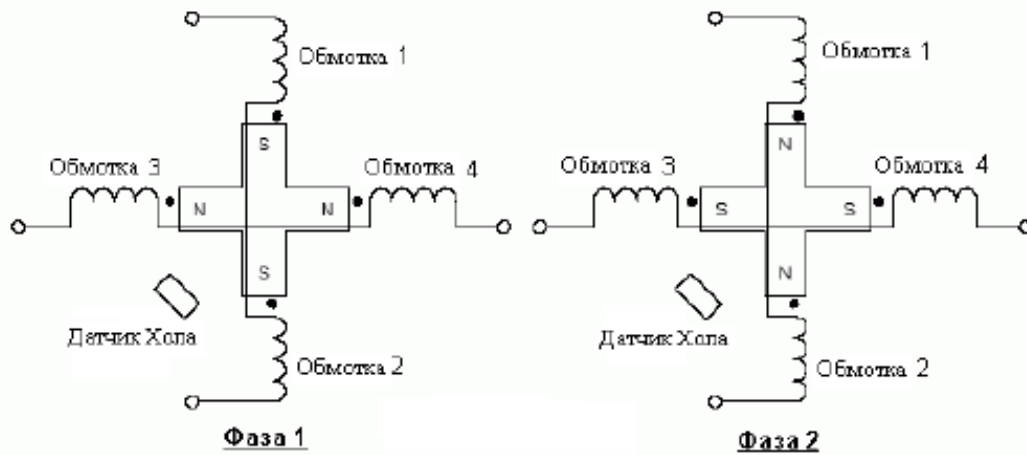 Обмотка 1
S
Обмотка 3
Обмотка 4
N
N
S
Датчик Хола
Обмотка 2
Фаза 1
Обмотка 1
N
Обмотка 3
Обмотка 4
S
S
N
Датчик Хола
Обмотка 2
Фаза 2